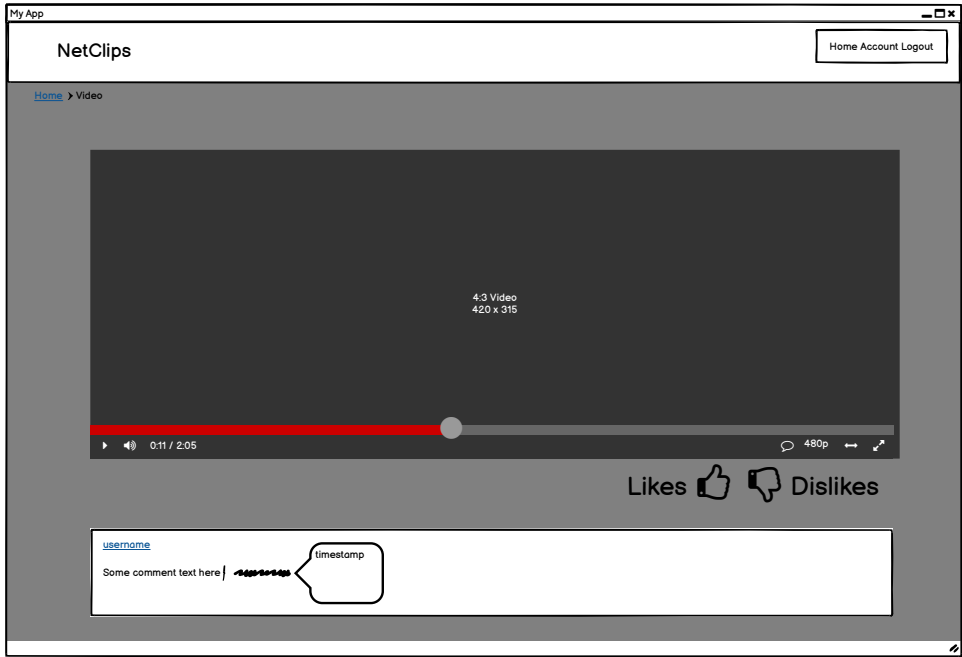 My App
NetClips
Home Account Logout
Home > Video
4:3 Video
420 x 315
0:11 / 2:05
480p
Likes
Dislikes
username
timestamp
Some comment text here